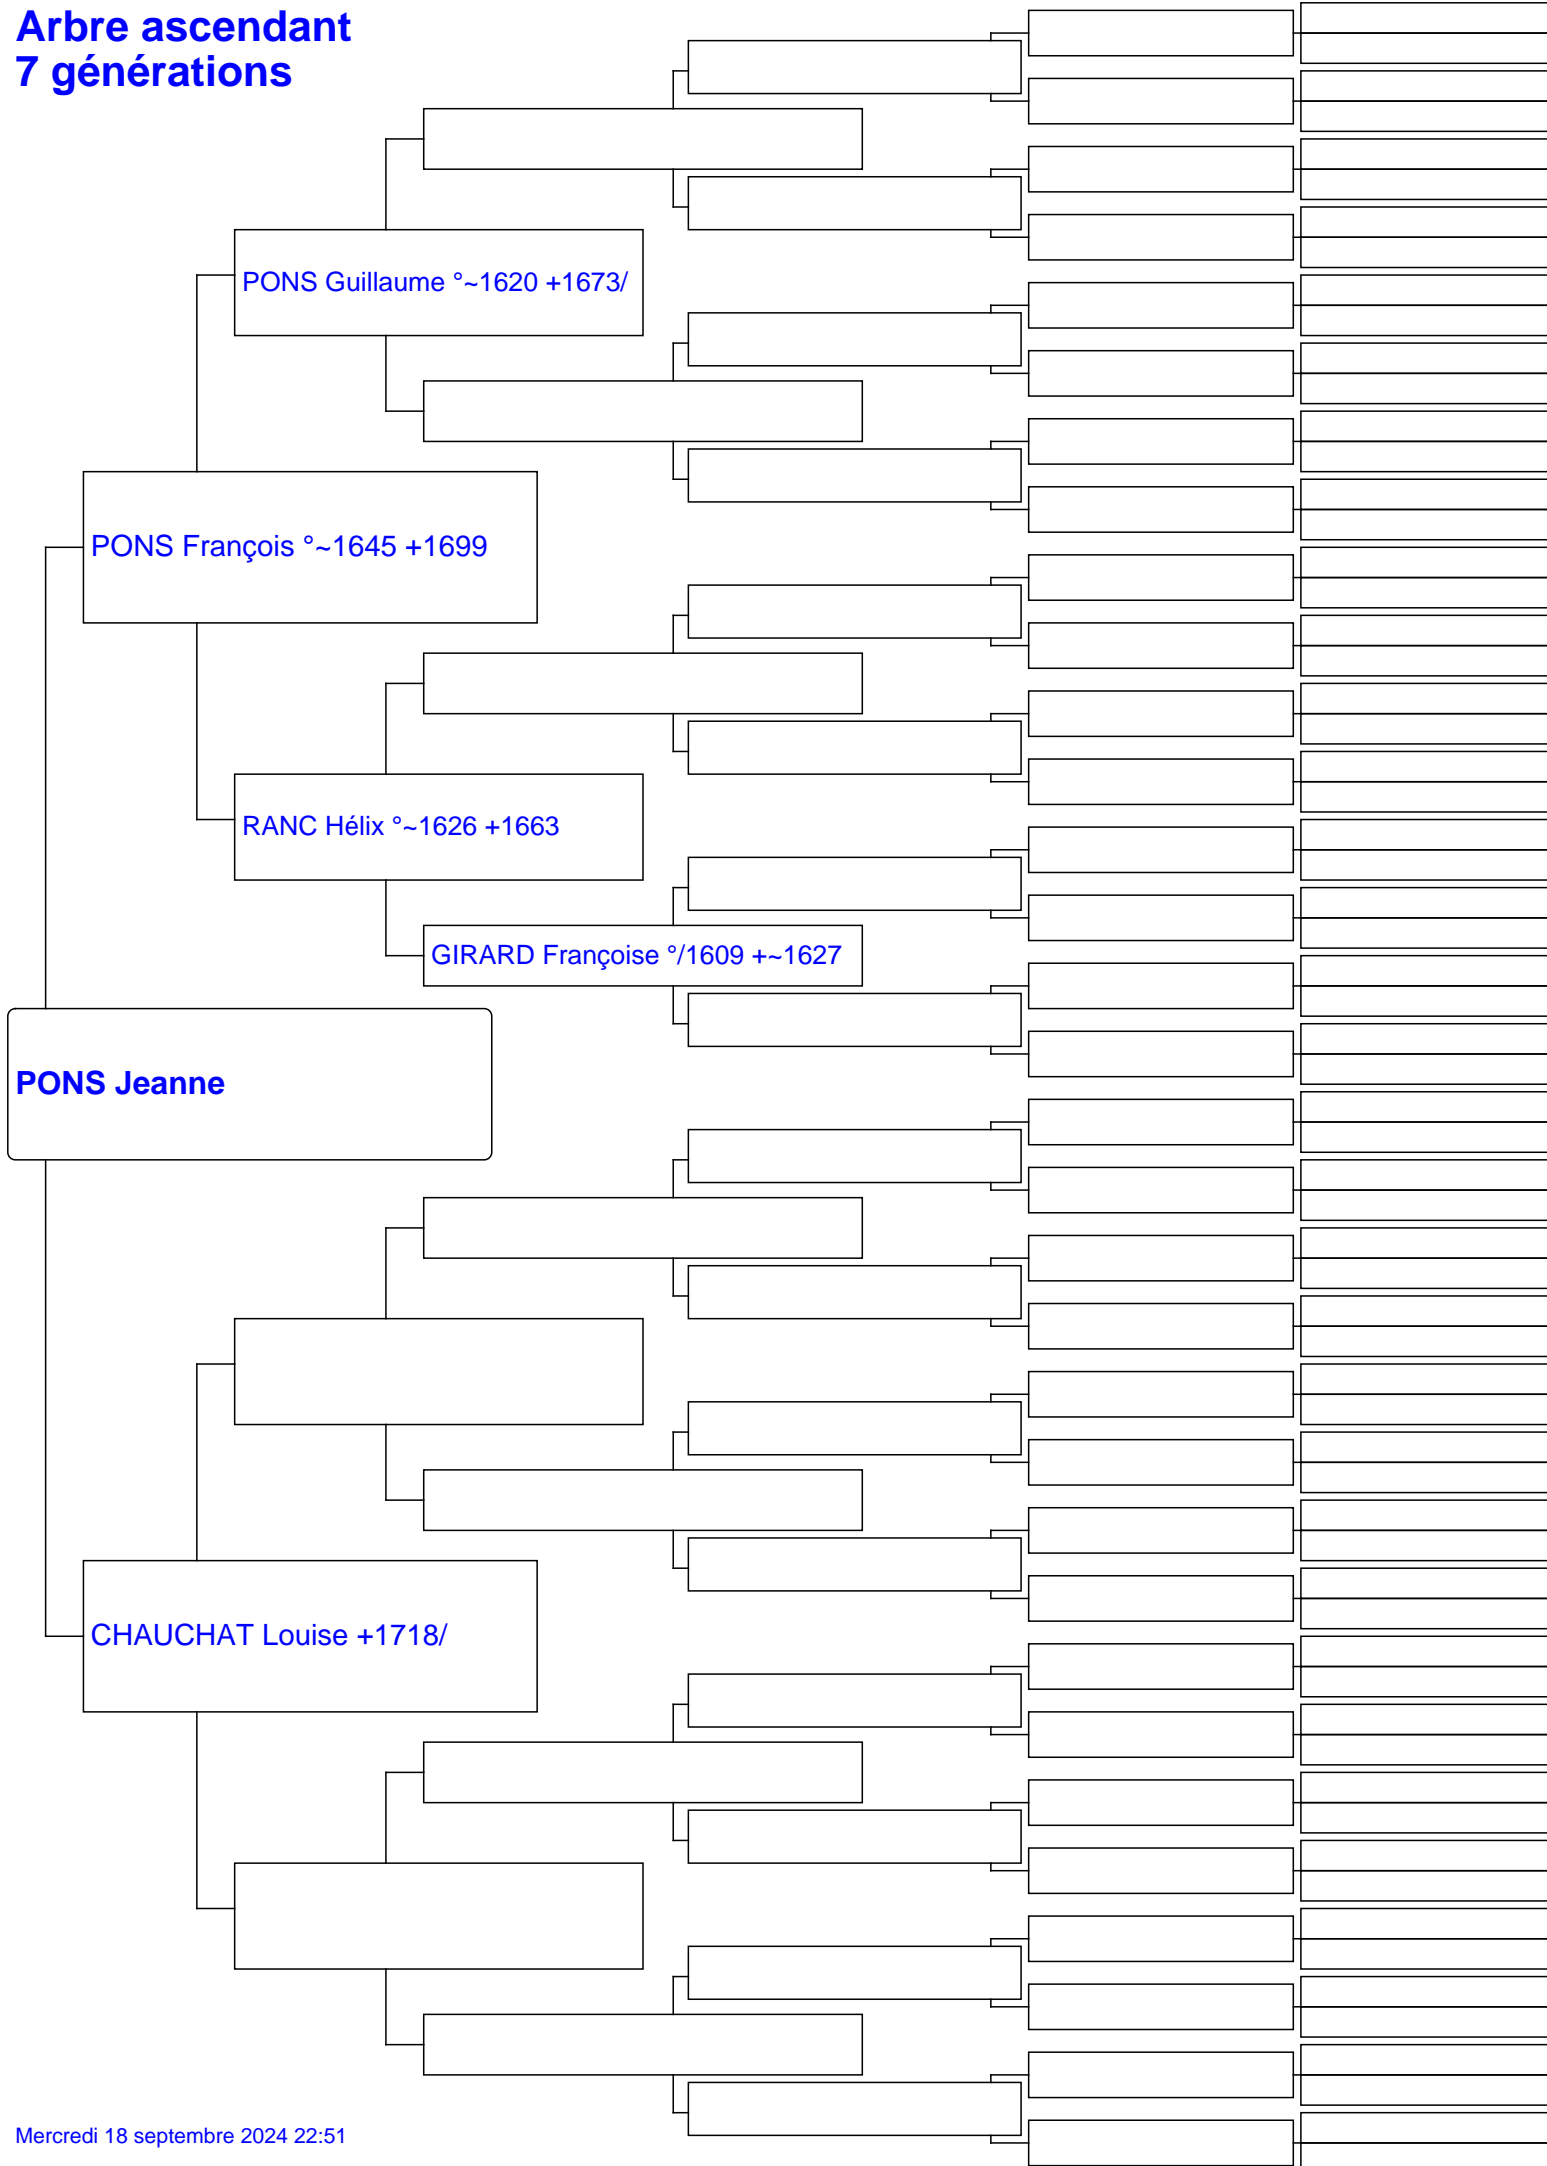 Arbre ascendant
7 générations
PONS Guillaume °~1620 +1673/
PONS François °~1645 +1699
RANC Hélix °~1626 +1663
GIRARD Françoise °/1609 +~1627
PONS Jeanne
CHAUCHAT Louise +1718/
Mercredi 18 septembre 2024 22:51